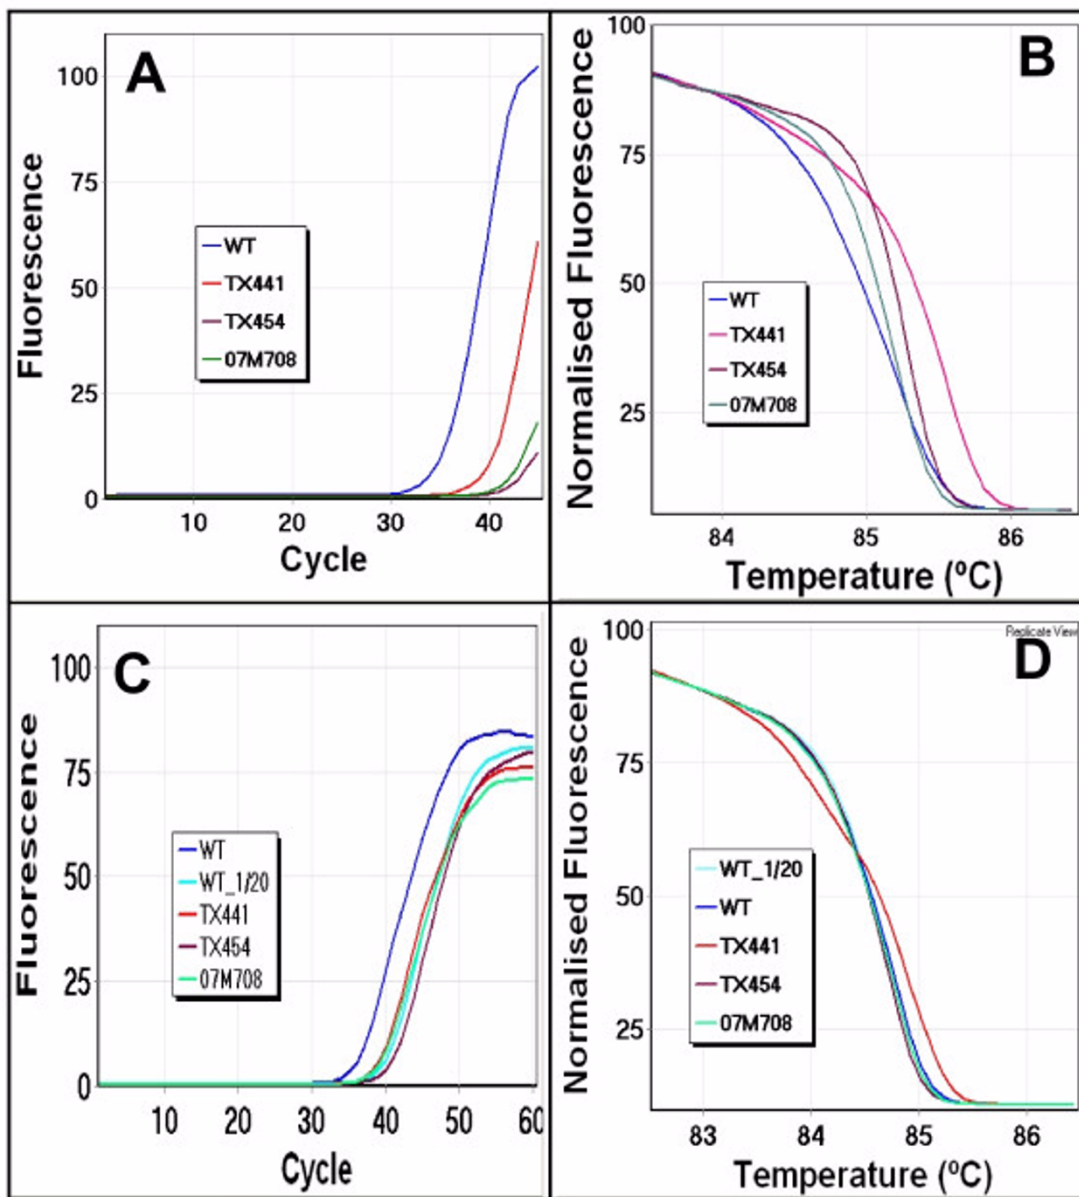 A
Fluorescence
100
75
50
25
0
WT
TX441
TX454
07M708
10
20
30
40
Cycle
B
Normalised Fluorescence
100
75
50
25
WT
TX441
TX454
07M708
84
85
86
Temperature (ºC)
C
Fluorescence
100
75
50
25
0
WT
WT_1/20
TX441
TX454
07M708
10
20
30
40
50
60
Cycle
Replicate View
D
Normalised Fluorescence
100
75
50
25
WT_1/20
WT
TX441
TX454
07M708
83
84
85
86
Temperature (ºC)